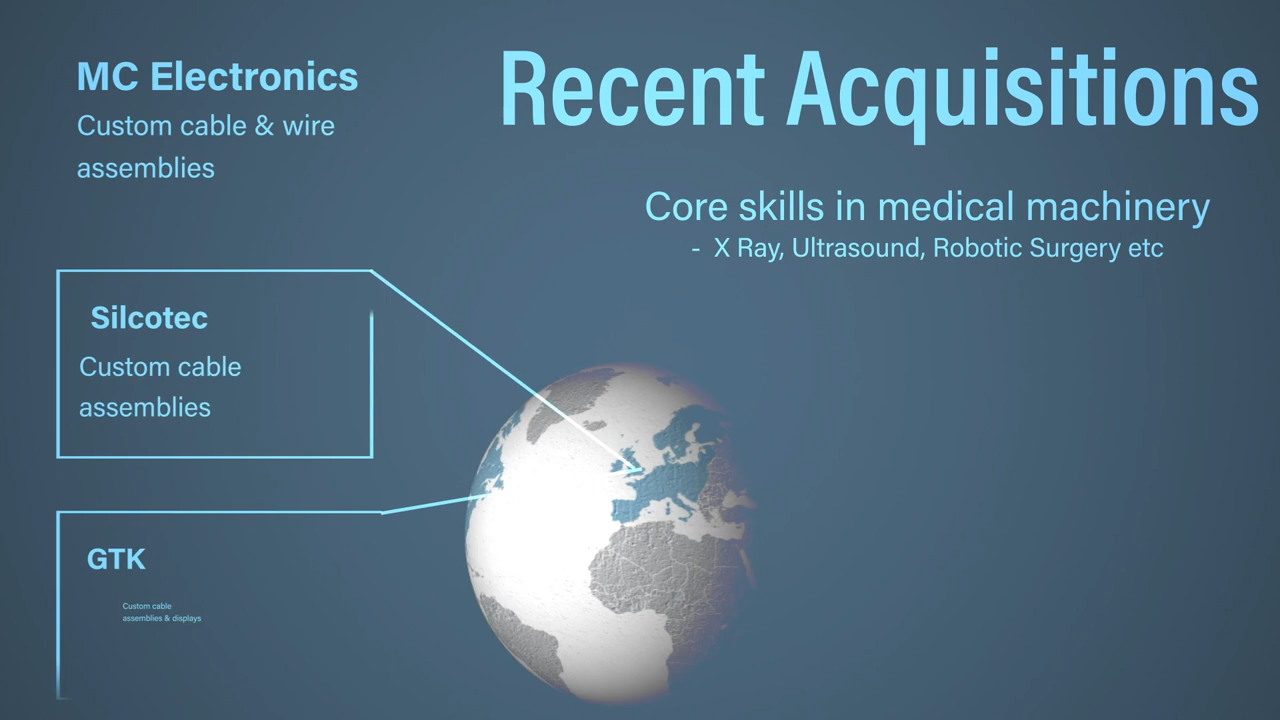 MC Electronics
Custom cable & wire
assemblies
Recent Acquisitions
Core skills in medical machinery
- X Ray, Ultrasound, Robotic Surgery etc
Silcotec
Custom cable
assemblies
GTK
Custom cable
assemblies & displays